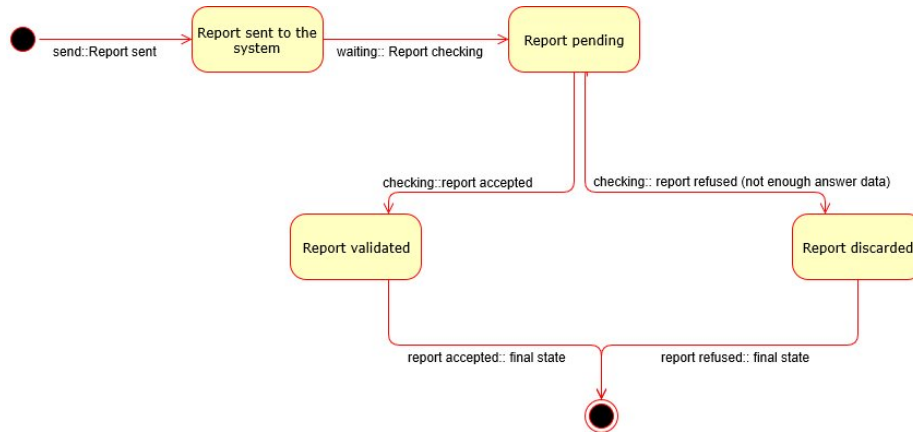 Report sent to the
system
Report pending
send::Report sent
waiting:: Report checking
checking::report accepted
checking:: report refused (not enough answer data)
Report validated
Report discarded
report accepted:: final state
report refused:: final state